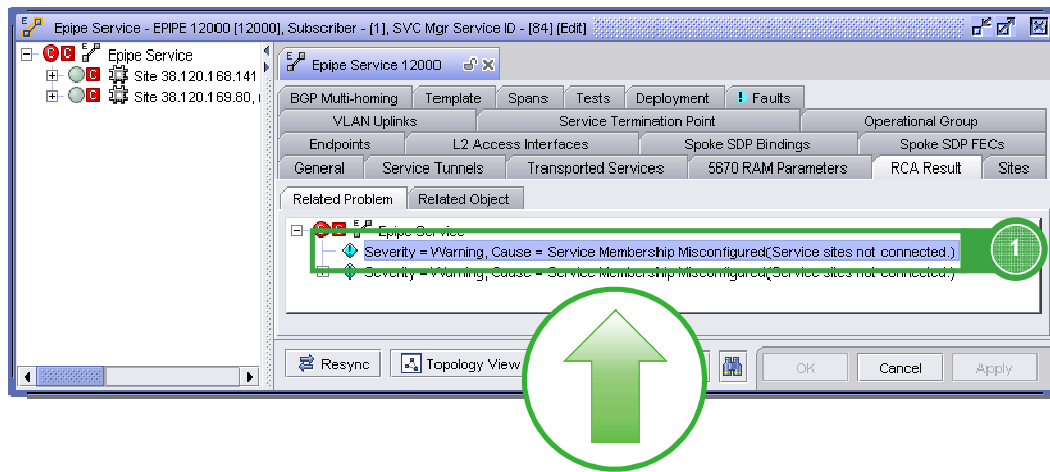 Epipe Service - EPIPE 12000 [12000], Subscriber - [1], SVC Mgr Service ID - [84] [Edit]
C C Epipe Service
C Site 38.120.168.141
C Site 38.120.169.80,
Epipe Service 12000
BGP Multi-homing Template Spans Tests Deployment Faults
VLAN Uplinks Service Termination Point Operational Group
Endpoints L2 Access Interfaces Spoke SDP Bindings Spoke SDP FECs
General Service Tunnels Transported Services 5670 RAM Parameters RCA Result Sites
Related Problem Related Object
C C Epipe Service
Severity = Warning, Cause = Service Membership Misconfigured(Service sites not connected.)
1
Severity = Warning, Cause = Service Membership Misconfigured(Service sites not connected.)
Resync Topology View OK Cancel Apply